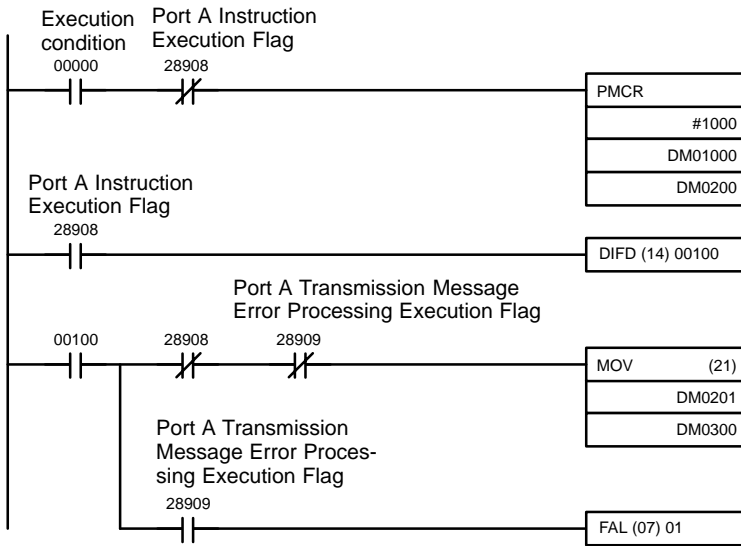 Execution
condition
00000
Port A Instruction
Execution Flag
28908
PMCR
#1000
DM01000
DM0200
Port A Instruction
Execution Flag
28908
DIFD (14) 00100
Port A Transmission Message
Error Processing Execution Flag
00100
28908
28909
MOV (21)
DM0201
DM0300
Port A Transmission
Message Error Proces-
sing Execution Flag
28909
FAL (07) 01